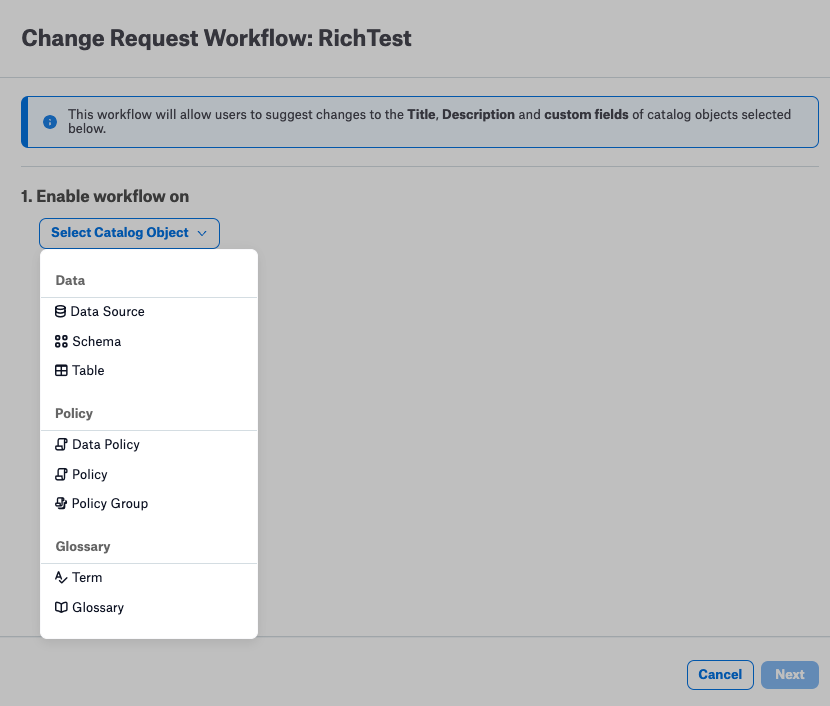 Change Request Workflow: RichTest
This workflow will allow users to suggest changes to the Title, Description and custom fields of catalog objects selected
below.
1. Enable workflow on
Select Catalog Object
Data
Data Source
Schema
Table
Policy
Data Policy
Policy
Policy Group
Glossary
Term
Glossary
Cancel
Next